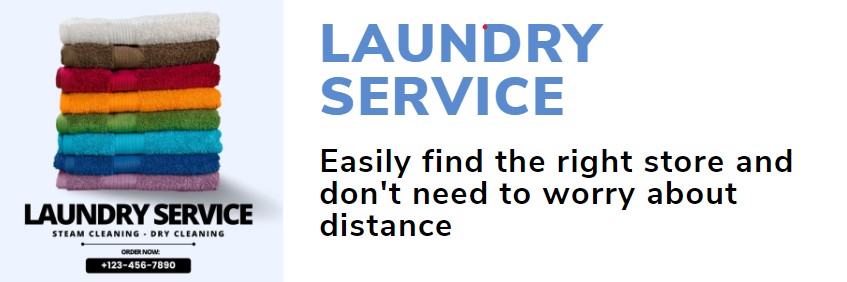 LAUNDRY SERVICE
STEAM CLEANING - DRY CLEANING
ORDER NOW:
+123-456-7890
LAUNDRY
SERVICE
Easily find the right store and
don't need to worry about
distance